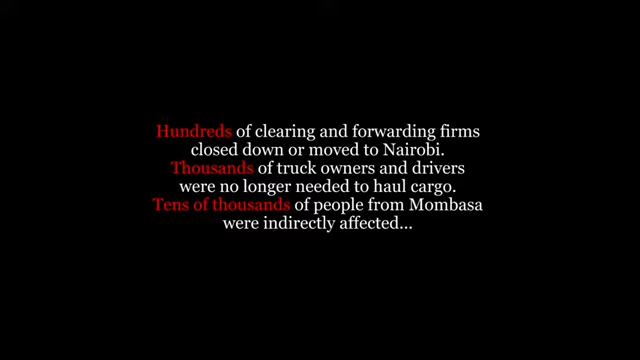 Hundreds of clearing and forwarding firms
closed down or moved to Nairobi.
Thousands of truck owners and drivers
were no longer needed to haul cargo.
Tens of thousands of people from Mombasa
were indirectly affected...